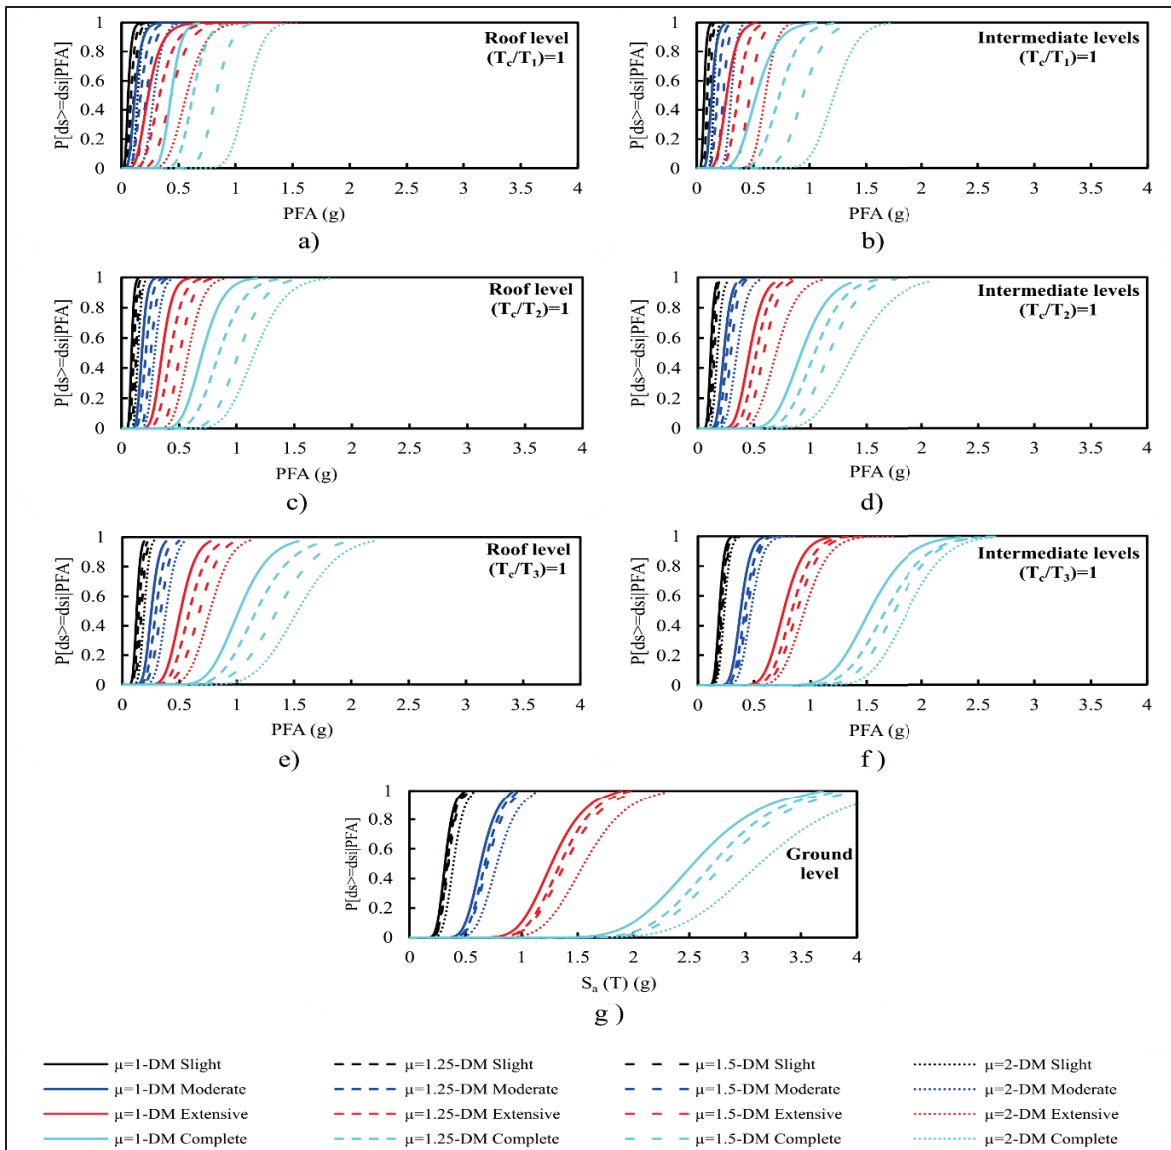 P[ds>=dsi|PFA]
1
0.8
0.6
0.4
0.2
0
Roof level
(Tc/T1)=1
0 0.5 1 1.5 2 2.5 3 3.5 4
PFA (g)
a)
P[ds>=dsi|PFA]
1
0.8
0.6
0.4
0.2
0
Intermediate levels
(Tc/T1)=1
0 0.5 1 1.5 2 2.5 3 3.5 4
PFA (g)
b)
P[ds>=dsi|PFA]
1
0.8
0.6
0.4
0.2
0
Roof level
(Tc/T2)=1
0 0.5 1 1.5 2 2.5 3 3.5 4
PFA (g)
c)
P[ds>=dsi|PFA]
1
0.8
0.6
0.4
0.2
0
Intermediate levels
(Tc/T2)=1
0 0.5 1 1.5 2 2.5 3 3.5 4
PFA (g)
d)
P[ds>=dsi|PFA]
1
0.8
0.6
0.4
0.2
0
Roof level
(Tc/T3)=1
0 0.5 1 1.5 2 2.5 3 3.5 4
PFA (g)
e)
P[ds>=dsi|PFA]
1
0.8
0.6
0.4
0.2
0
Intermediate levels
(Tc/T3)=1
0 0.5 1 1.5 2 2.5 3 3.5 4
PFA (g)
f )
P[ds>=dsi|PFA]
1
0.8
0.6
0.4
0.2
0
Ground
level
0 0.5 1 1.5 2 2.5 3 3.5 4
Sa (T) (g)
g )
μ=1-DM Slight μ=1.25-DM Slight μ=1.5-DM Slight μ=2-DM Slight
μ=1-DM Moderate μ=1.25-DM Moderate μ=1.5-DM Moderate μ=2-DM Moderate
μ=1-DM Extensive μ=1.25-DM Extensive μ=1.5-DM Extensive μ=2-DM Extensive
μ=1-DM Complete μ=1.25-DM Complete μ=1.5-DM Complete μ=2-DM Complete